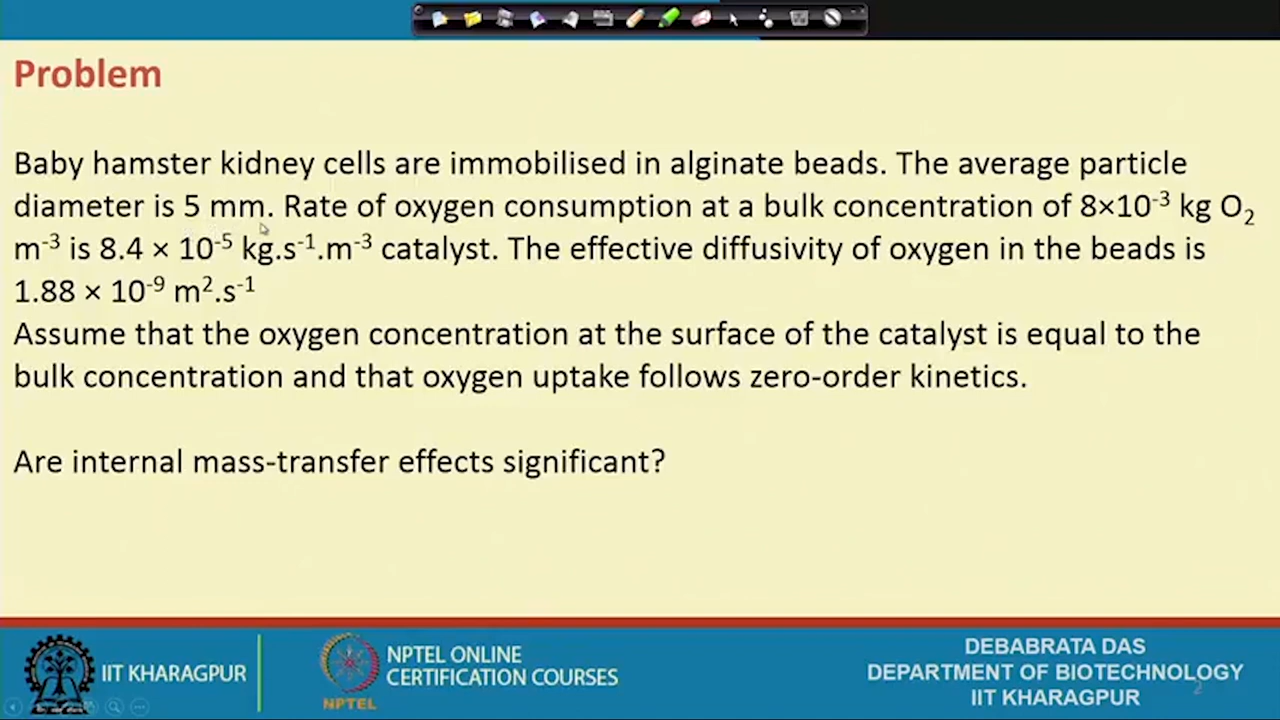 Problem
Baby hamster kidney cells are immobilised in alginate beads. The average particle
diameter is 5 mm. Rate of oxygen consumption at a bulk concentration of 8×10⁻³ kg O₂
m⁻³ is 8.4 × 10⁻⁵ kg.s⁻¹.m⁻³ catalyst. The effective diffusivity of oxygen in the beads is
1.88 × 10⁻⁹ m².s⁻¹
Assume that the oxygen concentration at the surface of the catalyst is equal to the
bulk concentration and that oxygen uptake follows zero-order kinetics.
Are internal mass-transfer effects significant?
IIT KHARAGPUR
NPTEL
NPTEL ONLINE
CERTIFICATION COURSES
DEBABRATA DAS
DEPARTMENT OF BIOTECHNOLOGY
IIT KHARAGPUR
2